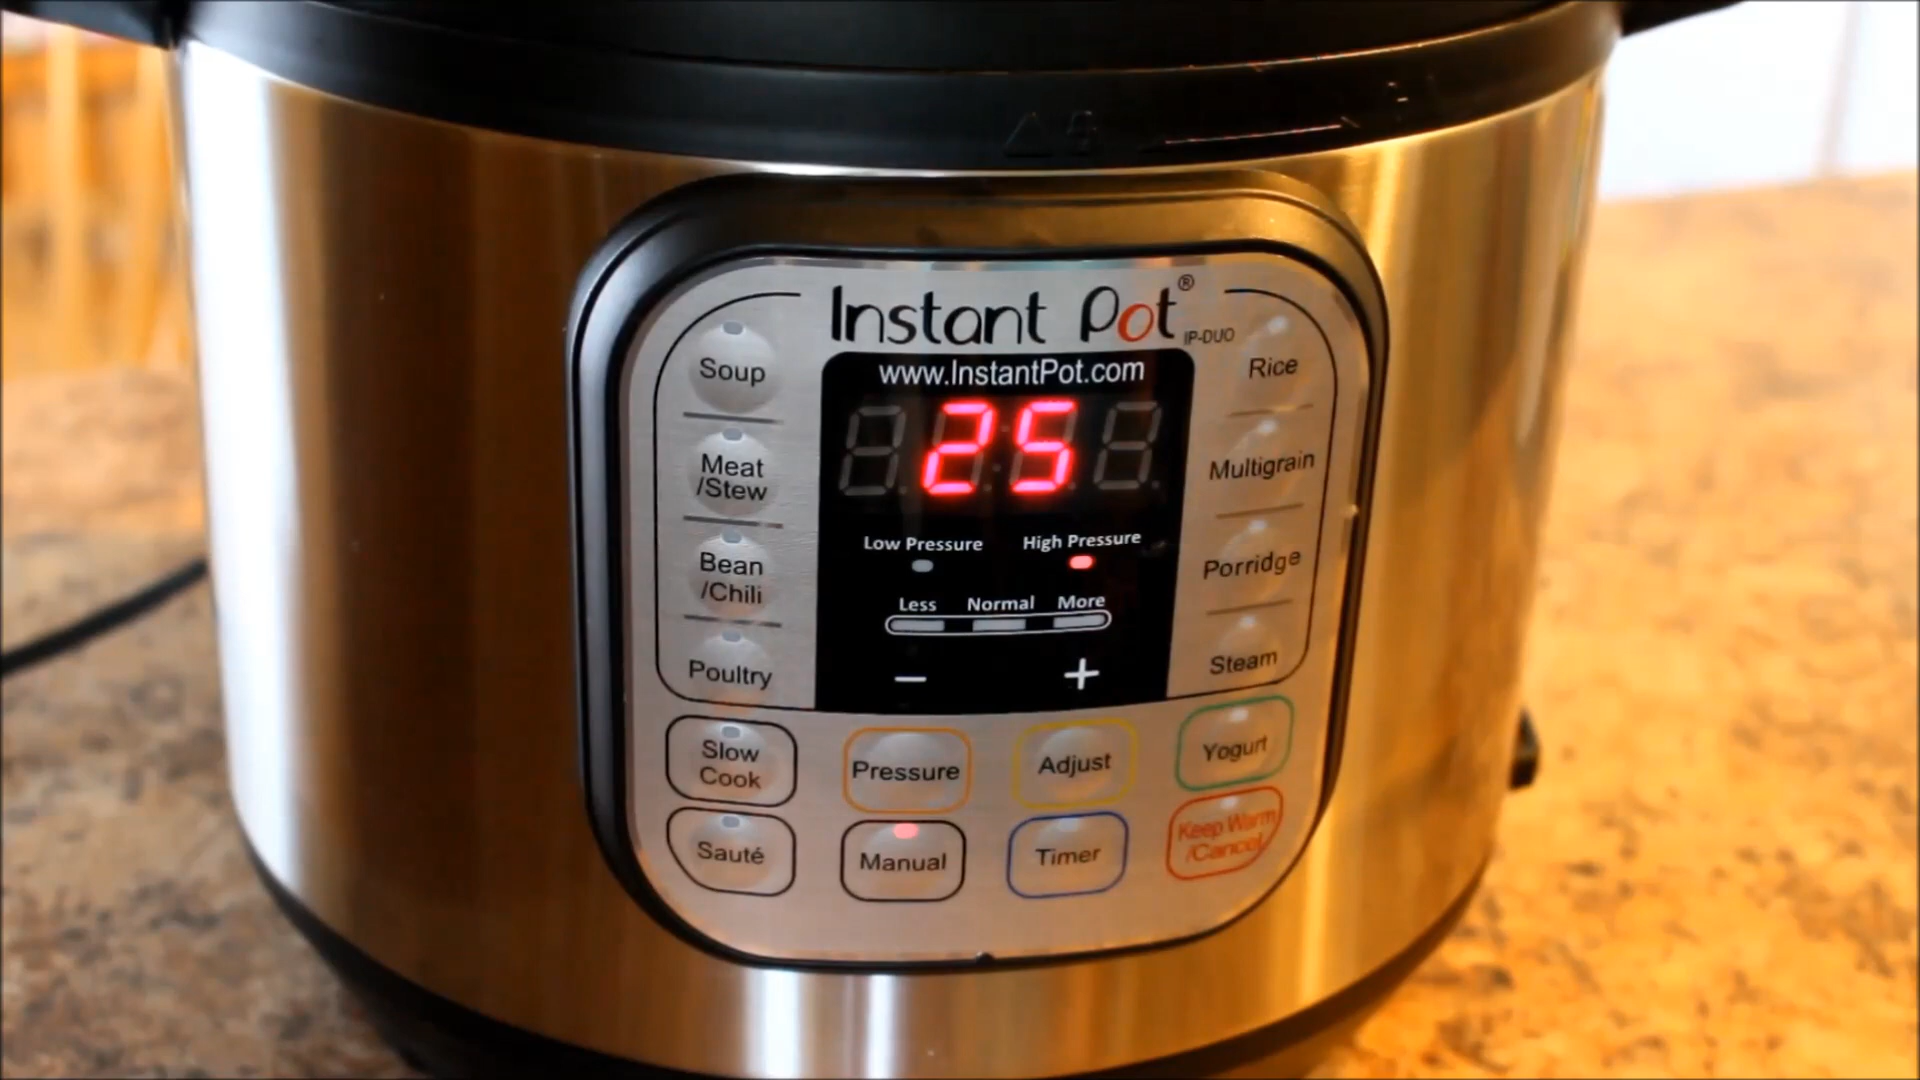 Instant Pot®
IP-DUO
www.InstantPot.com
25
Low Pressure
High Pressure
Less Normal More
− +
Soup
Meat
/Stew
Bean
/Chili
Poultry
Rice
Multigrain
Porridge
Steam
Slow
Cook
Pressure
Adjust
Yogurt
Sauté
Manual
Timer
Keep Warm
/Cancel